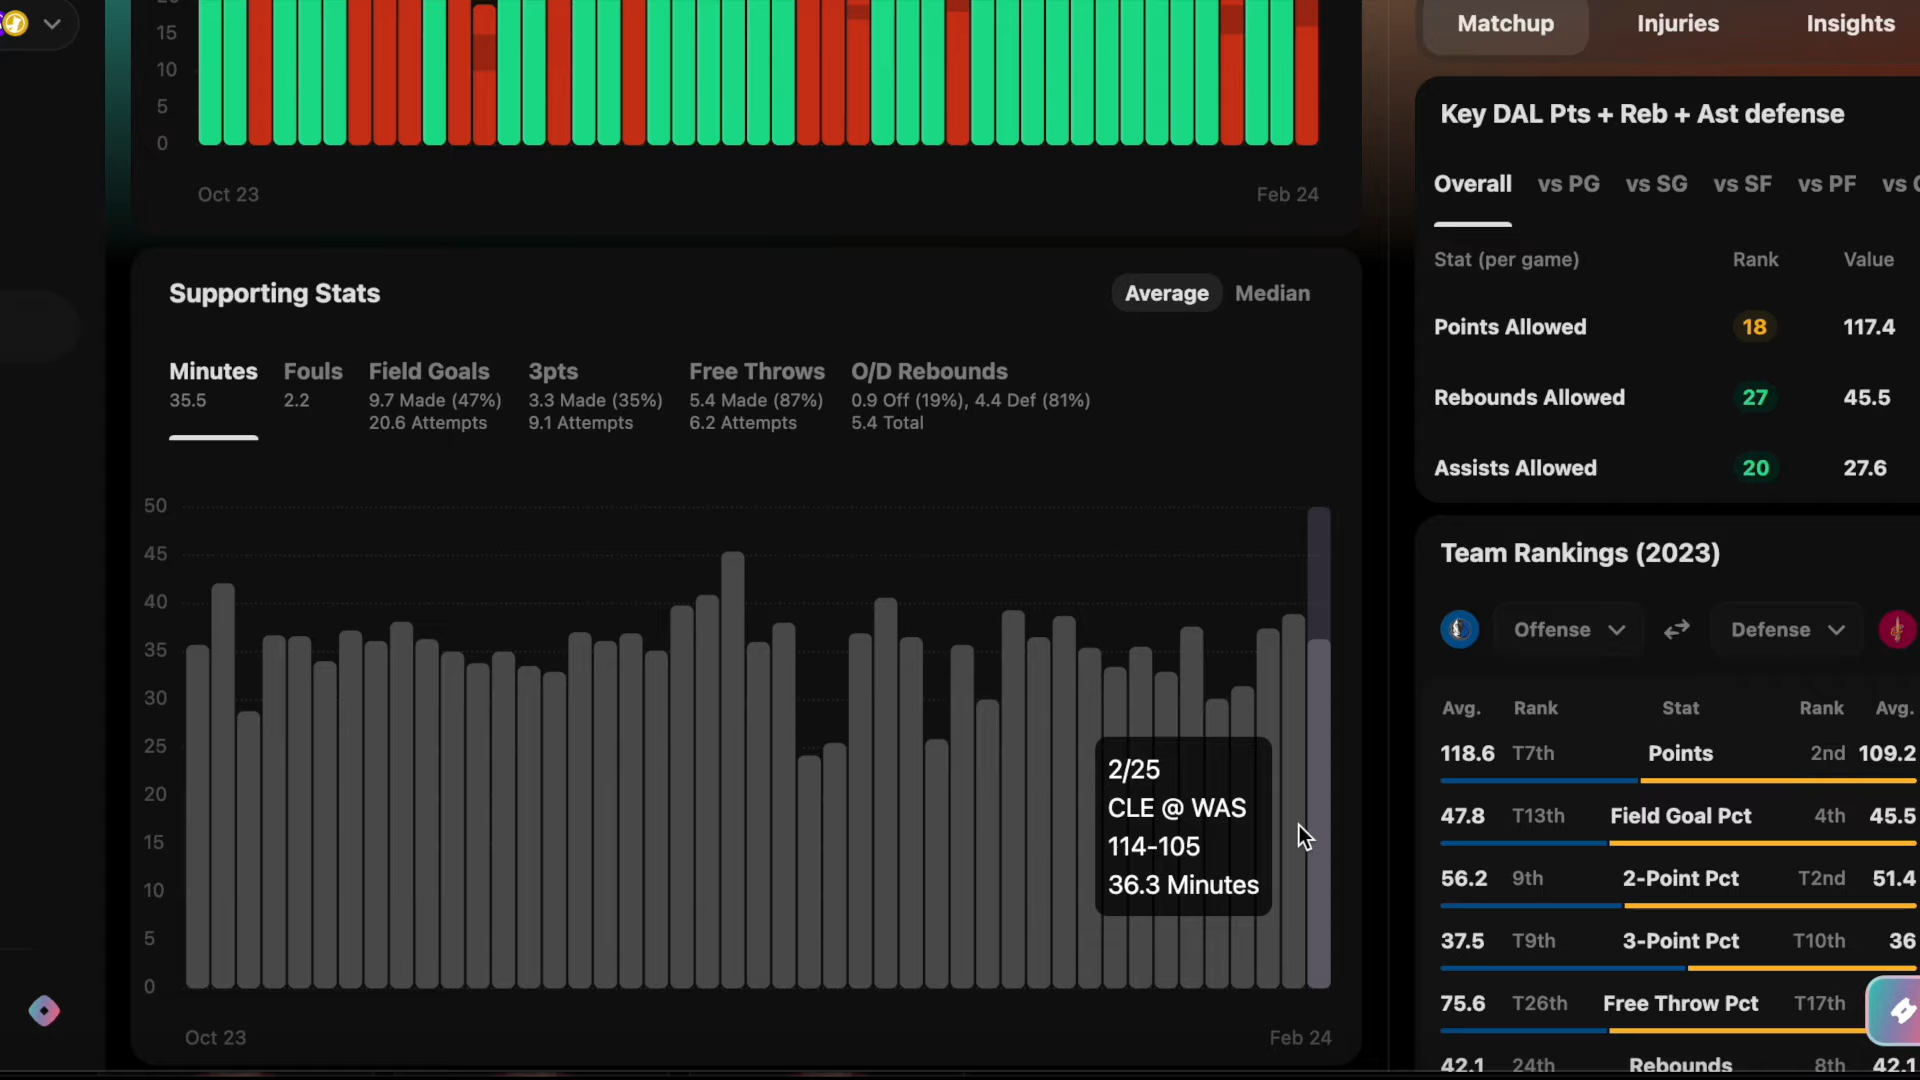 15
10
5
0
Oct 23
Feb 24
Supporting Stats
Average
Median
Minutes
35.5
Fouls
2.2
Field Goals
9.7 Made (47%)
20.6 Attempts
3pts
3.3 Made (35%)
9.1 Attempts
Free Throws
5.4 Made (87%)
6.2 Attempts
O/D Rebounds
0.9 Off (19%), 4.4 Def (81%)
5.4 Total
50
45
40
35
30
25
20
15
10
5
0
2/25
CLE @ WAS
114-105
36.3 Minutes
Oct 23
Feb 24
Matchup
Injuries
Insights
Key DAL Pts + Reb + Ast defense
Overall
vs PG
vs SG
vs SF
vs PF
vs
Stat (per game)
Rank
Value
Points Allowed
18
117.4
Rebounds Allowed
27
45.5
Assists Allowed
20
27.6
Team Rankings (2023)
Offense
Defense
Avg.
Rank
Stat
Rank
Avg.
118.6
T7th
Points
2nd
109.2
47.8
T13th
Field Goal Pct
4th
45.5
56.2
9th
2-Point Pct
T2nd
51.4
37.5
T9th
3-Point Pct
T10th
36
75.6
T26th
Free Throw Pct
T17th
42.1
24th
Rebounds
8th
42.1